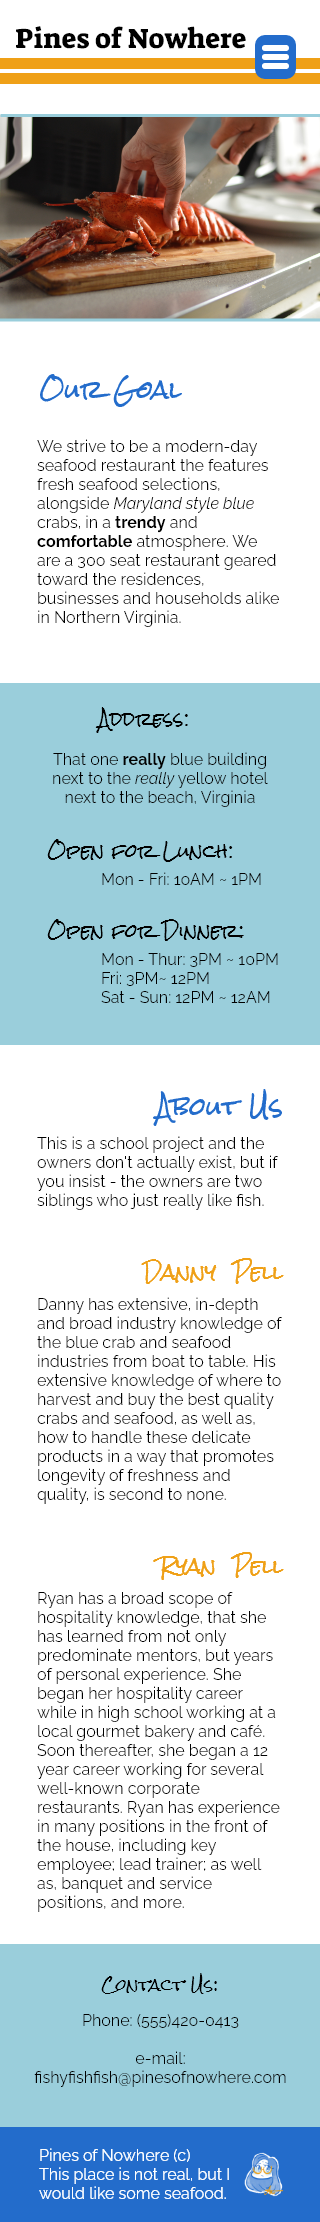 Pines of Nowhere
Our Goal
We strive to be a modern-day
seafood restaurant the features
fresh seafood selections,
alongside Maryland style blue
crabs, in a trendy and
comfortable atmosphere. We
are a 300 seat restaurant geared
toward the residences,
businesses and households alike
in Northern Virginia.
Address:
That one really blue building
next to the really yellow hotel
next to the beach, Virginia
Open for Lunch:
Mon - Fri: 10AM ~ 1PM
Open for Dinner:
Mon - Thur: 3PM ~ 10PM
Fri: 3PM~ 12PM
Sat - Sun: 12PM ~ 12AM
About Us
This is a school project and the
owners don't actually exist, but if
you insist - the owners are two
siblings who just really like fish.
Danny Pell
Danny has extensive, in-depth
and broad industry knowledge of
the blue crab and seafood
industries from boat to table. His
extensive knowledge of where to
harvest and buy the best quality
crabs and seafood, as well as,
how to handle these delicate
products in a way that promotes
longevity of freshness and
quality, is second to none.
Ryan Pell
Ryan has a broad scope of
hospitality knowledge, that she
has learned from not only
predominate mentors, but years
of personal experience. She
began her hospitality career
while in high school working at a
local gourmet bakery and café.
Soon thereafter, she began a 12
year career working for several
well-known corporate
restaurants. Ryan has experience
in many positions in the front of
the house, including key
employee; lead trainer; as well
as, banquet and service
positions, and more.
Contact Us:
Phone: (555)420-0413
e-mail:
fishyfishfish@pinesofnowhere.com
Pines of Nowhere (c)
This place is not real, but I
would like some seafood.